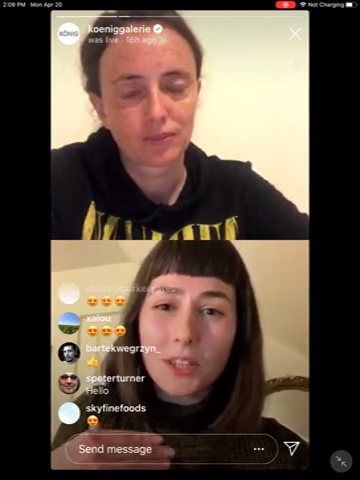 2:09 PM Mon Apr 20
Not Charging
KÖNIG
koeniggalerie
was live · 16h ago
xalou
bartekwegrzyn_
speterturner
Hello
skyfinefoods
Send message